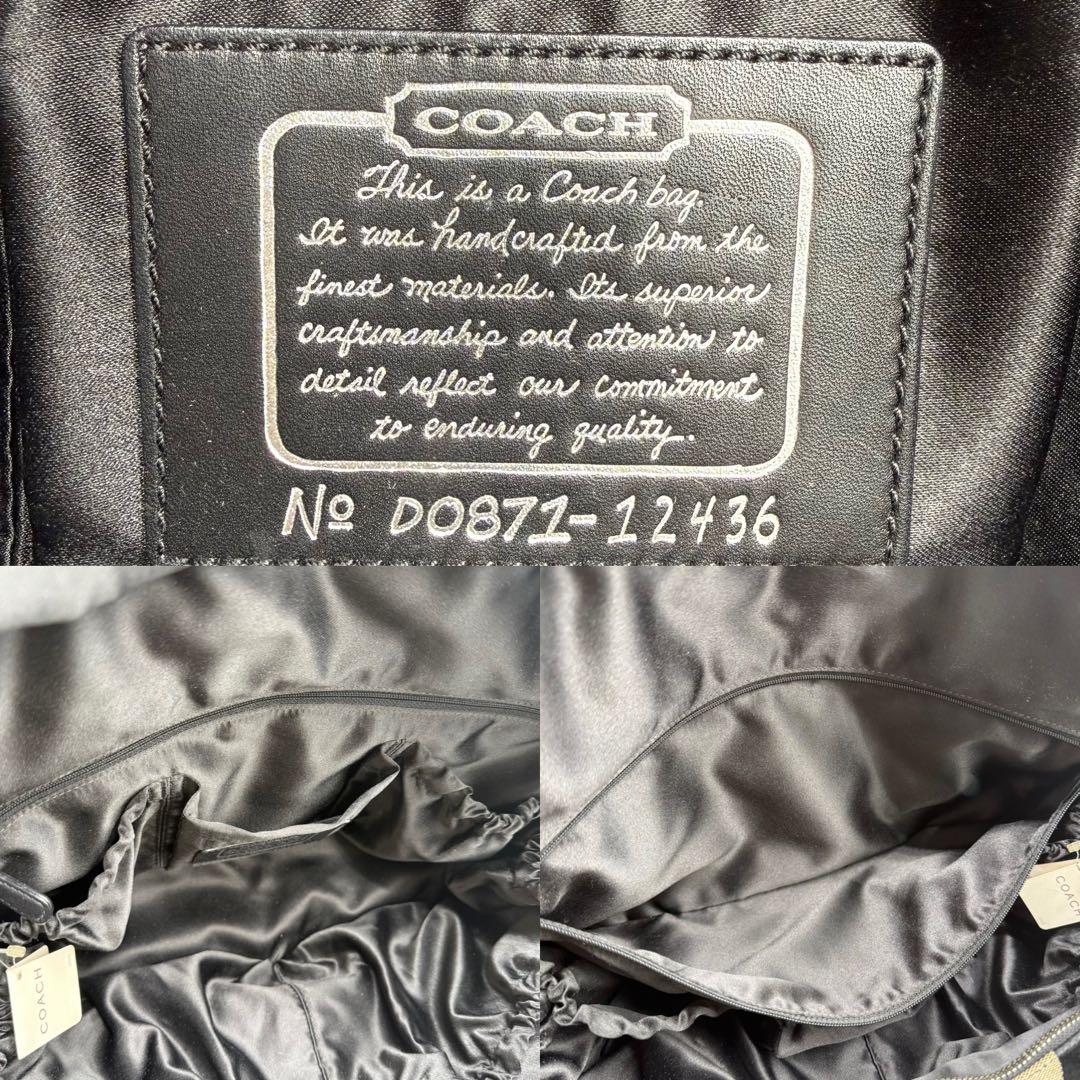 COACH
This is a Coach bag.
It was handcrafted from the
finest materials. Its superior
craftsmanship and attention to
detail reflect our commitment
to enduring quality.
Nº D0871-12436
COACH
COACH